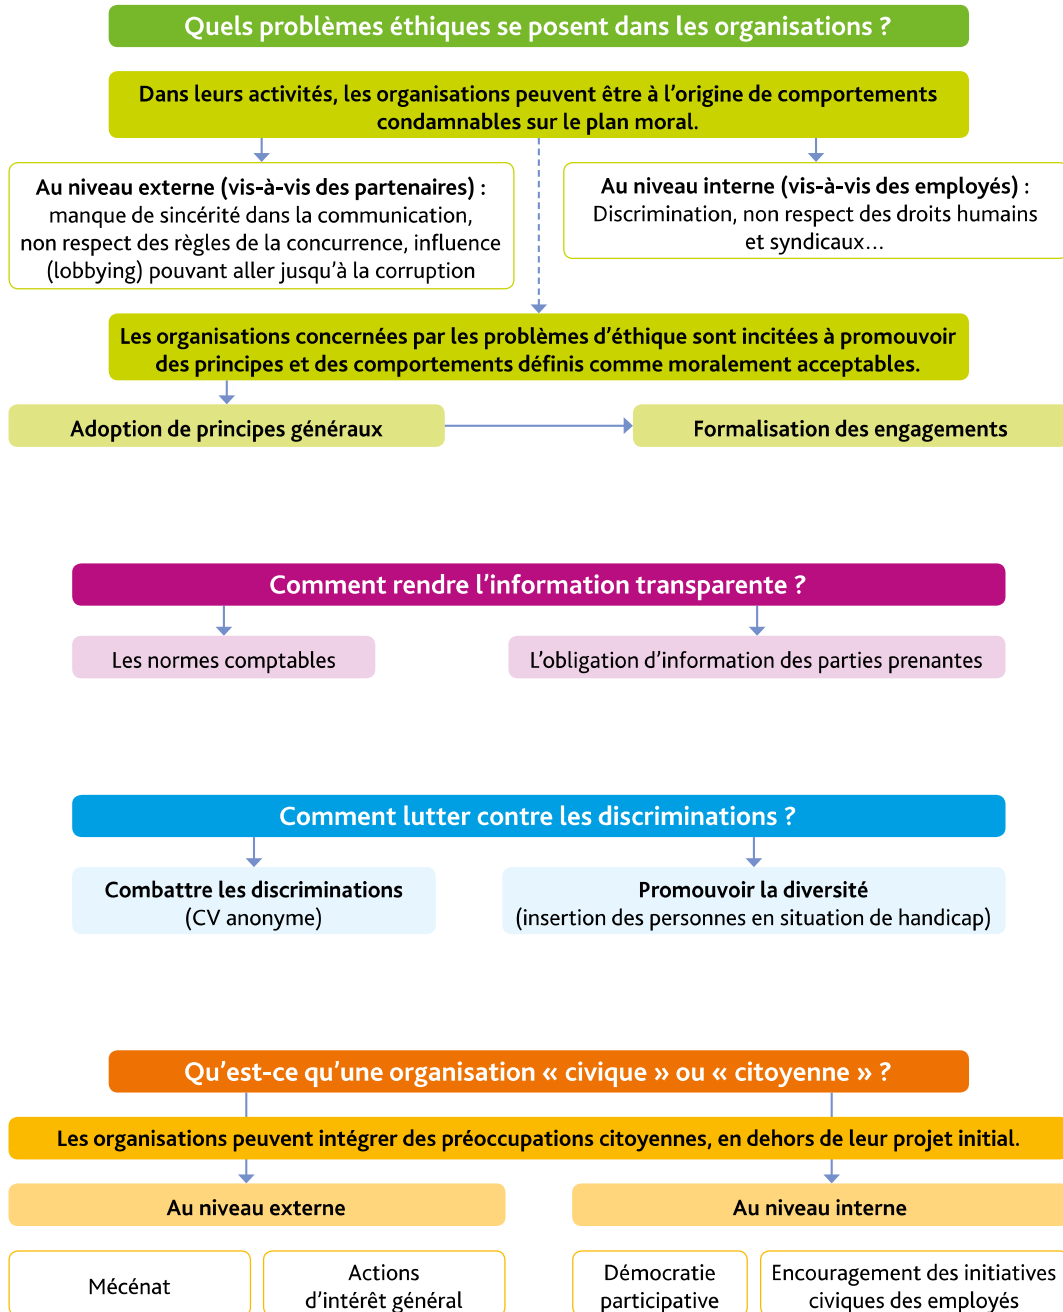 Quels problèmes éthiques se posent dans les organisations ?
Dans leurs activités, les organisations peuvent être à l’origine de comportements
condamnables sur le plan moral.
Au niveau externe (vis-à-vis des partenaires) :
manque de sincérité dans la communication,
non respect des règles de la concurrence, influence
(lobbying) pouvant aller jusqu’à la corruption
Au niveau interne (vis-à-vis des employés) :
Discrimination, non respect des droits humains
et syndicaux…
Les organisations concernées par les problèmes d’éthique sont incitées à promouvoir
des principes et des comportements définis comme moralement acceptables.
Adoption de principes généraux
Formalisation des engagements
Comment rendre l’information transparente ?
Les normes comptables
L’obligation d’information des parties prenantes
Comment lutter contre les discriminations ?
Combattre les discriminations
(CV anonyme)
Promouvoir la diversité
(insertion des personnes en situation de handicap)
Qu’est-ce qu’une organisation « civique » ou « citoyenne » ?
Les organisations peuvent intégrer des préoccupations citoyennes, en dehors de leur projet initial.
Au niveau externe
Au niveau interne
Mécénat
Actions
d’intérêt général
Démocratie
participative
Encouragement des initiatives
civiques des employés